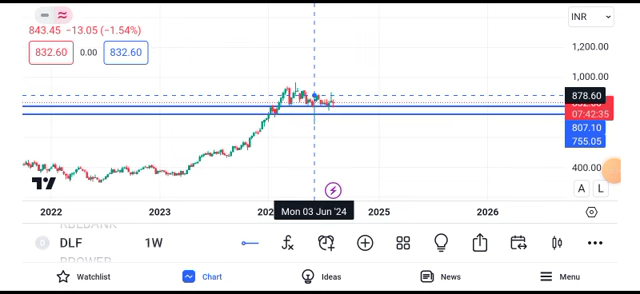 INR
843.45 −13.05 (−1.54%)
832.60 0.00 832.60
1,200.00
1,000.00
878.60
07:42:35
807.10
755.05
400.00
A L
2022 2023 Mon 03 Jun '24 2025 2026
D DLF 1W
Watchlist Chart Ideas News Menu